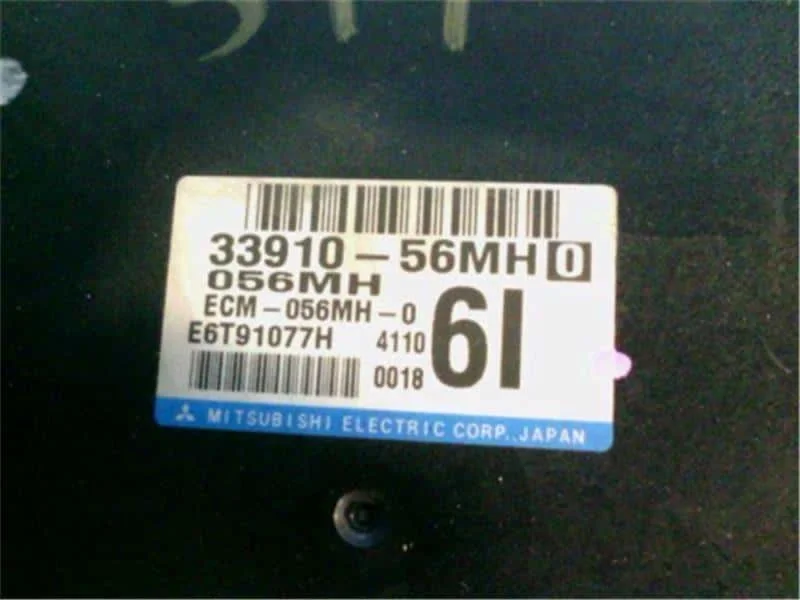 33910-56MH 0
056MH
ECM-056MH-0
E6T91077H 4110
0018
6I
MITSUBISHI ELECTRIC CORP., JAPAN